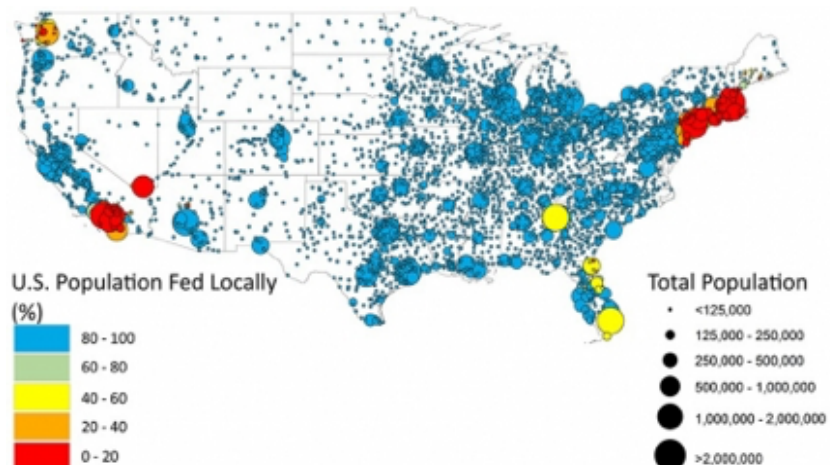 U.S. Population Fed Locally
(%)
80 - 100
60 - 80
40 - 60
20 - 40
0 - 20
Total Population
<125,000
125,000 - 250,000
250,000 - 500,000
500,000 - 1,000,000
1,000,000 - 2,000,000
>2,000,000